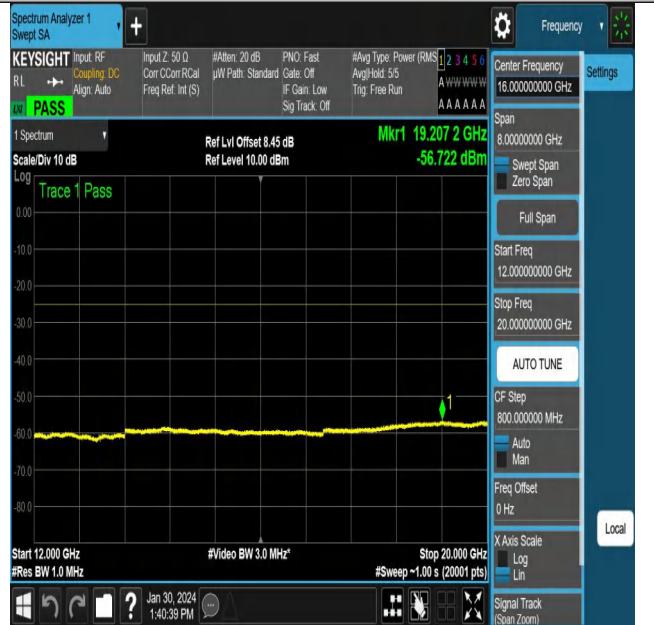 Spectrum Analyzer 1
Swept SA
Frequency
KEYSIGHT
Input: RF
Coupling: DC
Align: Auto
Input Z: 50 Ω
Corr CCorr RCal
Freq Ref: Int (S)
#Atten: 20 dB
µW Path: Standard
PNO: Fast
Gate: Off
IF Gain: Low
Sig Track: Off
#Avg Type: Power (RMS
Avg|Hold: 5/5
Trig: Free Run
1 2 3 4 5 6
A W W W W W
A A A A A A
R L
LXI
PASS
1 Spectrum
Scale/Div 10 dB
Ref Lvl Offset 8.45 dB
Ref Level 10.00 dBm
Mkr1 19.207 2 GHz
-56.722 dBm
Log
Trace 1 Pass
0.00
-10.0
-20.0
-30.0
-40.0
-50.0
-60.0
-70.0
-80.0
1
Start 12.000 GHz
#Res BW 1.0 MHz
#Video BW 3.0 MHz*
Stop 20.000 GHz
#Sweep ~1.00 s (20001 pts)
Jan 30, 2024
1:40:39 PM
Center Frequency
16.00000000 GHz
Settings
Span
8.00000000 GHz
Swept Span
Zero Span
Full Span
Start Freq
12.000000000 GHz
Stop Freq
20.000000000 GHz
AUTO TUNE
CF Step
800.000000 MHz
Auto
Man
Freq Offset
0 Hz
X Axis Scale
Log
Lin
Local
Signal Track
(Span Zoom)